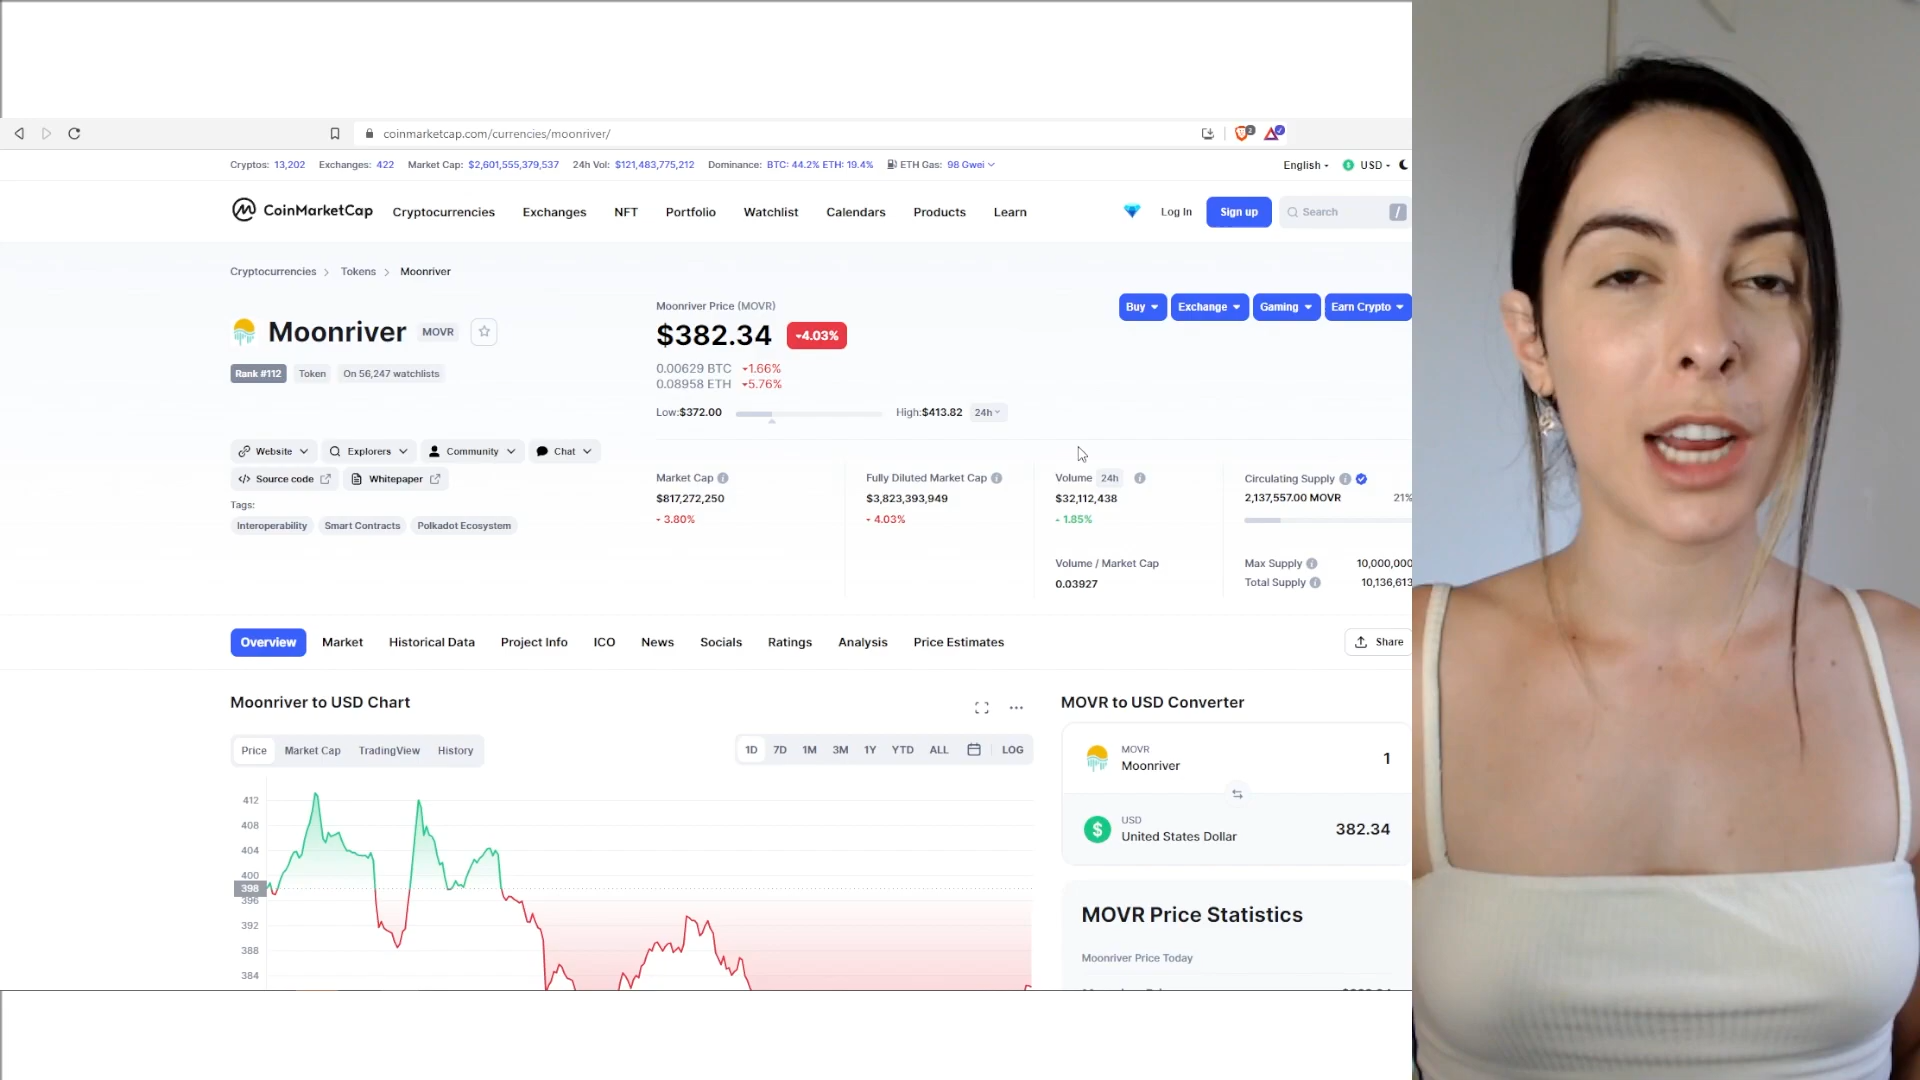 coinmarketcap.com/currencies/moonriver/
Cryptos: 13,202 Exchanges: 422 Market Cap: $2,601,555,379,537 24h Vol: $121,483,775,212 Dominance: BTC: 44.2% ETH: 19.4% ETH Gas: 98 Gwei English USD
CoinMarketCap Cryptocurrencies Exchanges NFT Portfolio Watchlist Calendars Products Learn Log In Sign up Search /
Cryptocurrencies > Tokens > Moonriver
Moonriver MOVR
Rank #112 Token On 56,247 watchlists
Website Explorers Community Chat
Source code Whitepaper
Tags:
Interoperability Smart Contracts Polkadot Ecosystem
Moonriver Price (MOVR)
$382.34 4.03%
0.00629 BTC 1.66%
0.08958 ETH 5.76%
Low:$372.00 High:$413.82 24h
Buy Exchange Gaming Earn Crypto
Market Cap
$817,272,250
3.80%
Fully Diluted Market Cap
$3,823,393,949
4.03%
Volume 24h
$32,112,438
1.85%
Volume / Market Cap
0.03927
Circulating Supply
2,137,557.00 MOVR 21%
Max Supply 10,000,000
Total Supply 10,136,613
Overview Market Historical Data Project Info ICO News Socials Ratings Analysis Price Estimates Share
Moonriver to USD Chart
Price Market Cap TradingView History 1D 7D 1M 3M 1Y YTD ALL LOG
412
408
404
400
398
396
392
388
384
MOVR to USD Converter
MOVR
Moonriver 1
USD
United States Dollar 382.34
MOVR Price Statistics
Moonriver Price Today